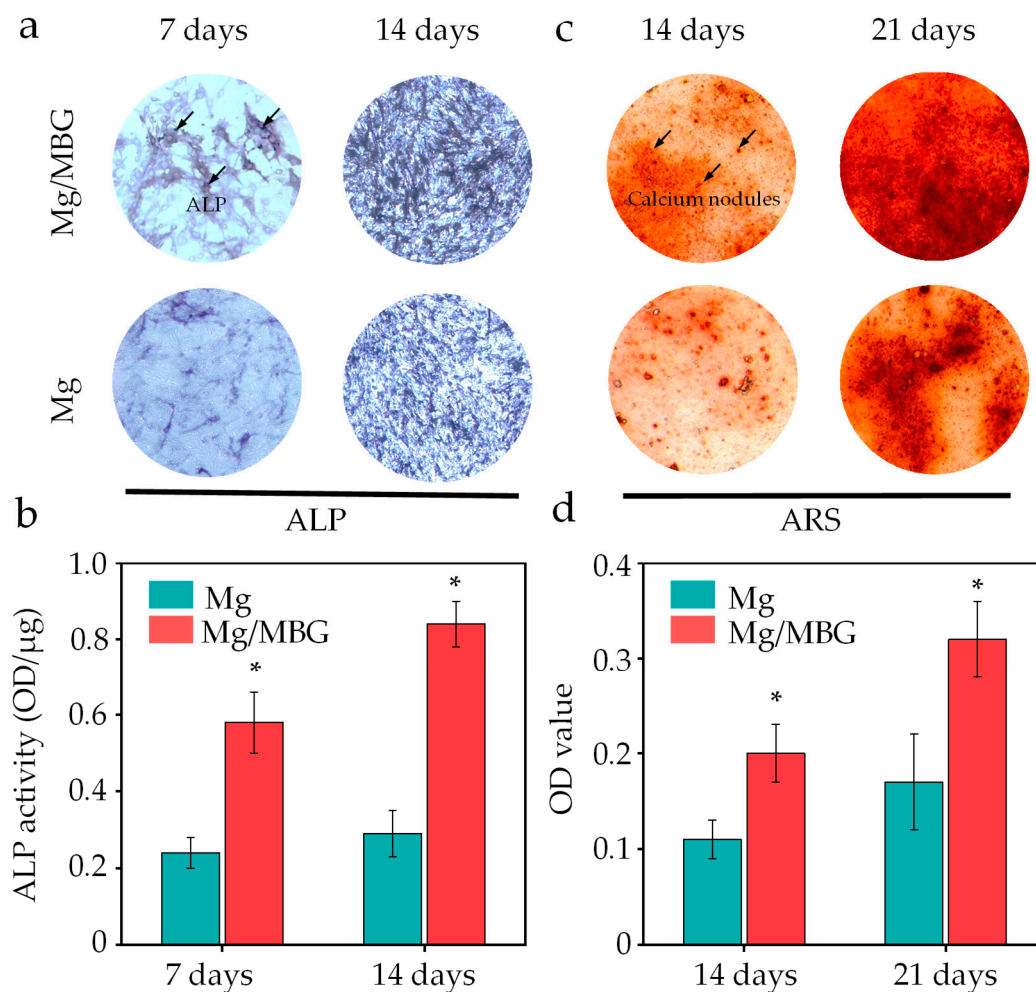 a
7 days
14 days
c
14 days
21 days
Mg/MBG
ALP
Calcium nodules
Mg
ALP
ARS
b
ALP activity (OD/μg)
1.0
0.8
0.6
0.4
0.2
0
Mg
Mg/MBG
*
*
7 days
14 days
d
OD value
0.4
0.3
0.2
0.1
0
Mg
Mg/MBG
*
*
14 days
21 days